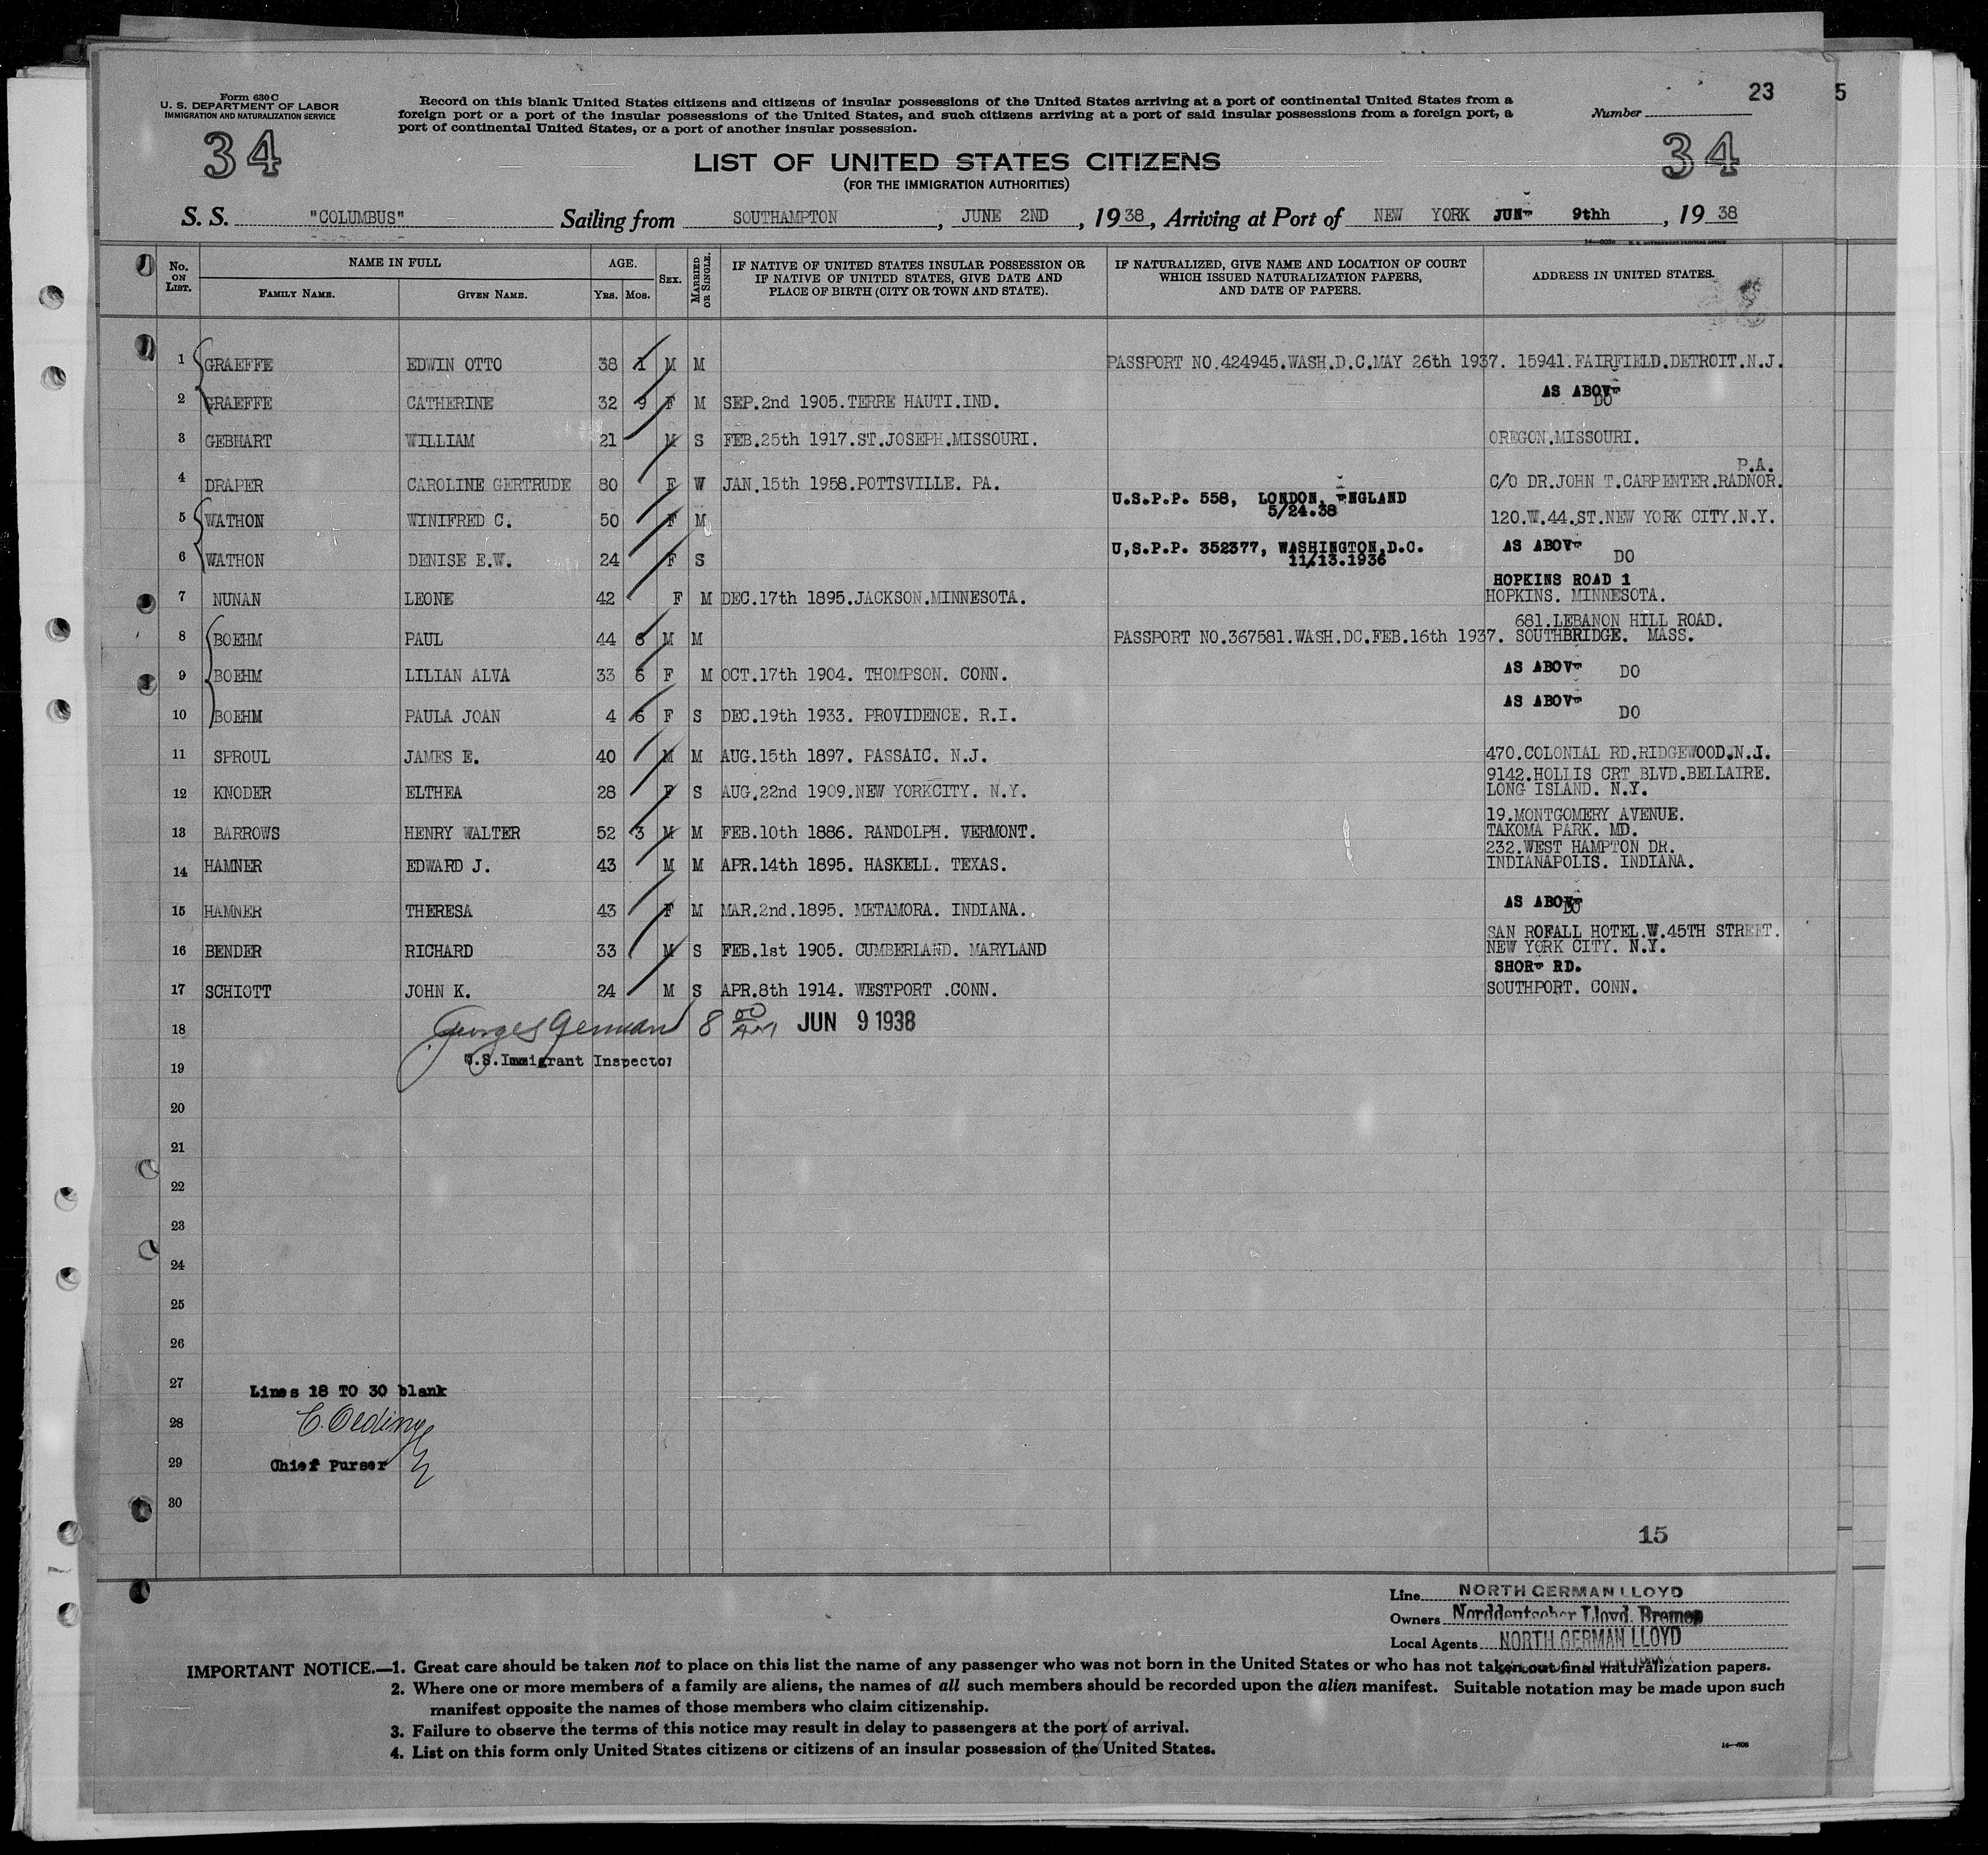 23 5
Form 630 C
U. S. DEPARTMENT OF LABOR
IMMIGRATION AND NATURALIZATION SERVICE
34
Record on this blank United States citizens and citizens of insular possessions of the United States arriving at a port of continental United States from a
foreign port or a port of the insular possessions of the United States, and such citizens arriving at a port of said insular possessions from a foreign port, a
port of continental United States, or a port of another insular possession.
Number
34
LIST OF UNITED STATES CITIZENS
(FOR THE IMMIGRATION AUTHORITIES)
S. S. "COLUMBUS" Sailing from SOUTHAMPTON, JUNE 2ND, 1938, Arriving at Port of NEW YORK JUNE 9thh, 1938
No. ON LIST. NAME IN FULL AGE. SEX. MARRIED OR SINGLE. IF NATIVE OF UNITED STATES INSULAR POSSESSION OR IF NATIVE OF UNITED STATES, GIVE DATE AND PLACE OF BIRTH (CITY OR TOWN AND STATE). IF NATURALIZED, GIVE NAME AND LOCATION OF COURT WHICH ISSUED NATURALIZATION PAPERS, AND DATE OF PAPERS. ADDRESS IN UNITED STATES.
FAMILY NAME. GIVEN NAME. YRS. MOS.
1 GRAEFFE EDWIN OTTO 38 1 M M PASSPORT NO.424945.WASH.D.C.MAY 26th 1937. 15941.FAIRFIELD.DETROIT.N.J.
2 GRAEFFE CATHERINE 32 9 F M SEP.2nd 1905.TERRE HAUTI.IND. AS ABOVE DO
3 GEBHART WILLIAM 21 M S FEB.25th 1917.ST.JOSEPH.MISSOURI. OREGON.MISSOURI.
P.A.
4 DRAPER CAROLINE GERTRUDE 80 F W JAN.15th 1958.POTTSVILLE. PA. C/O DR.JOHN T.CARPENTER.RADNOR.
U.S.P.P. 558, LONDON, ENGLAND
5/24.38
5 WATHON WINIFRED C. 50 F M 120.W.44.ST.NEW YORK CITY.N.Y.
U,S.P.P. 352377, WASHINGTON,D.C.
11/13.1936
6 WATHON DENISE E.W. 24 F S AS ABOVE DO
HOPKINS ROAD 1
7 NUNAN LEONE 42 F M DEC.17th 1895.JACKSON.MINNESOTA. HOPKINS. MINNESOTA.
681.LEBANON HILL ROAD.
8 BOEHM PAUL 44 6 M M PASSPORT NO.367581.WASH.DC.FEB.16th 1937. SOUTHBRIDGE. MASS.
9 BOEHM LILIAN ALVA 33 6 F M OCT.17th 1904. THOMPSON. CONN. AS ABOVE DO
10 BOEHM PAULA JOAN 4 6 F S DEC.19th 1933. PROVIDENCE. R.I. AS ABOVE DO
11 SPROUL JAMES E. 40 M M AUG.15th 1897. PASSAIC. N.J. 470.COLONIAL RD.RIDGEWOOD.N.J.
9142.HOLLIS CRT BLVD.BELLAIRE.
12 KNODER ELTHEA 28 F S AUG.22nd 1909.NEW YORKCITY. N.Y. LONG ISLAND. N.Y.
19.MONTGOMERY AVENUE.
13 BARROWS HENRY WALTER 52 3 M M FEB.10th 1886. RANDOLPH. VERMONT. TAKOMA PARK. MD.
232.WEST HAMPTON DR.
14 HAMNER EDWARD J. 43 M M APR.14th 1895. HASKELL. TEXAS. INDIANAPOLIS. INDIANA.
15 HAMNER THERESA 43 F M MAR.2nd.1895. METAMORA. INDIANA. AS ABOVE DO
SAN ROFALL HOTEL.W.45TH STREET.
16 BENDER RICHARD 33 M S FEB.1st 1905. CUMBERLAND. MARYLAND NEW YORK CITY. N.Y.
SHORE RD.
17 SCHIOTT JOHN K. 24 M S APR.8th 1914. WESTPORT .CONN. SOUTHPORT. CONN.
18 8 00 AM JUN 9 1938
19 U.S.Immigrant Inspector
20
21
22
23
24
25
26
27 Lines 18 TO 30 blank
28
29 Chief Purser
30
15
Line NORTH GERMAN LLOYD
Owners Norddeutscher Lloyd, Bremen
Local Agents NORTH GERMAN LLOYD
IMPORTANT NOTICE.—1. Great care should be taken not to place on this list the name of any passenger who was not born in the United States or who has not taken out final naturalization papers.
2. Where one or more members of a family are aliens, the names of all such members should be recorded upon the alien manifest. Suitable notation may be made upon such
manifest opposite the names of those members who claim citizenship.
3. Failure to observe the terms of this notice may result in delay to passengers at the port of arrival.
4. List on this form only United States citizens or citizens of an insular possession of the United States.